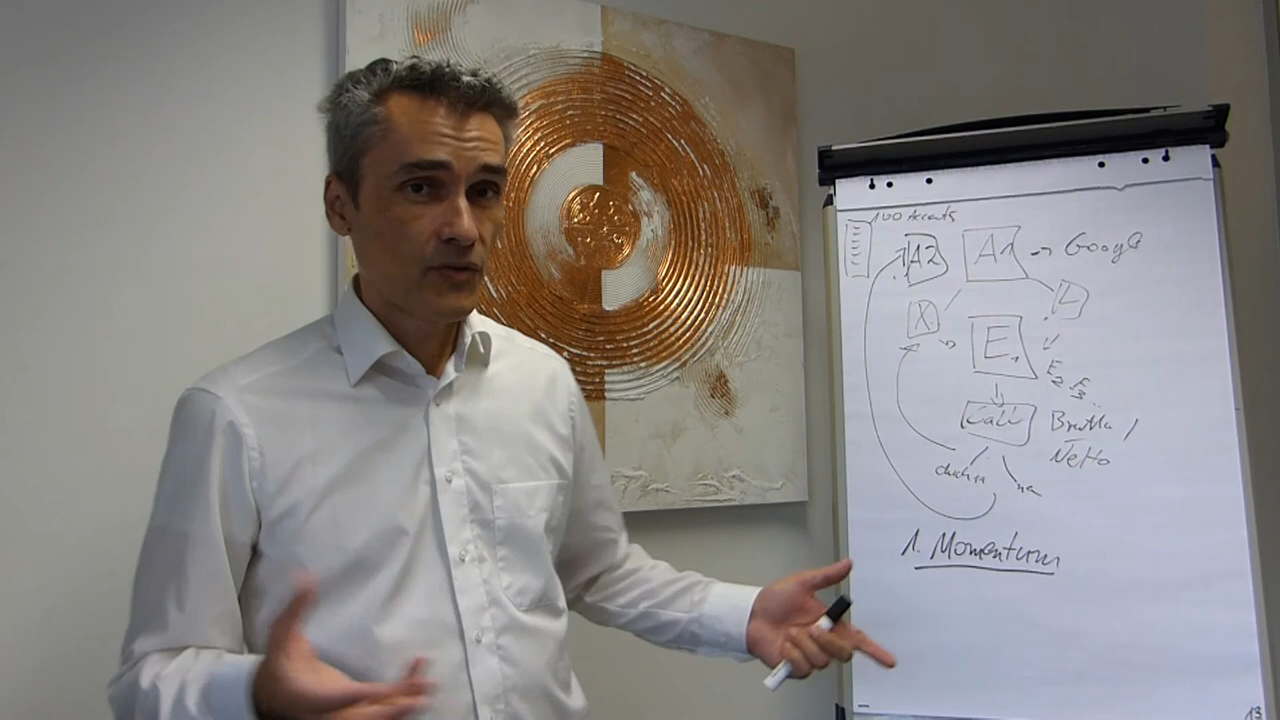 100 Accounts
A2 A1 → Google
X L
E1
E2 E3..
Call Brutto /
Netto
1. Momentum
13